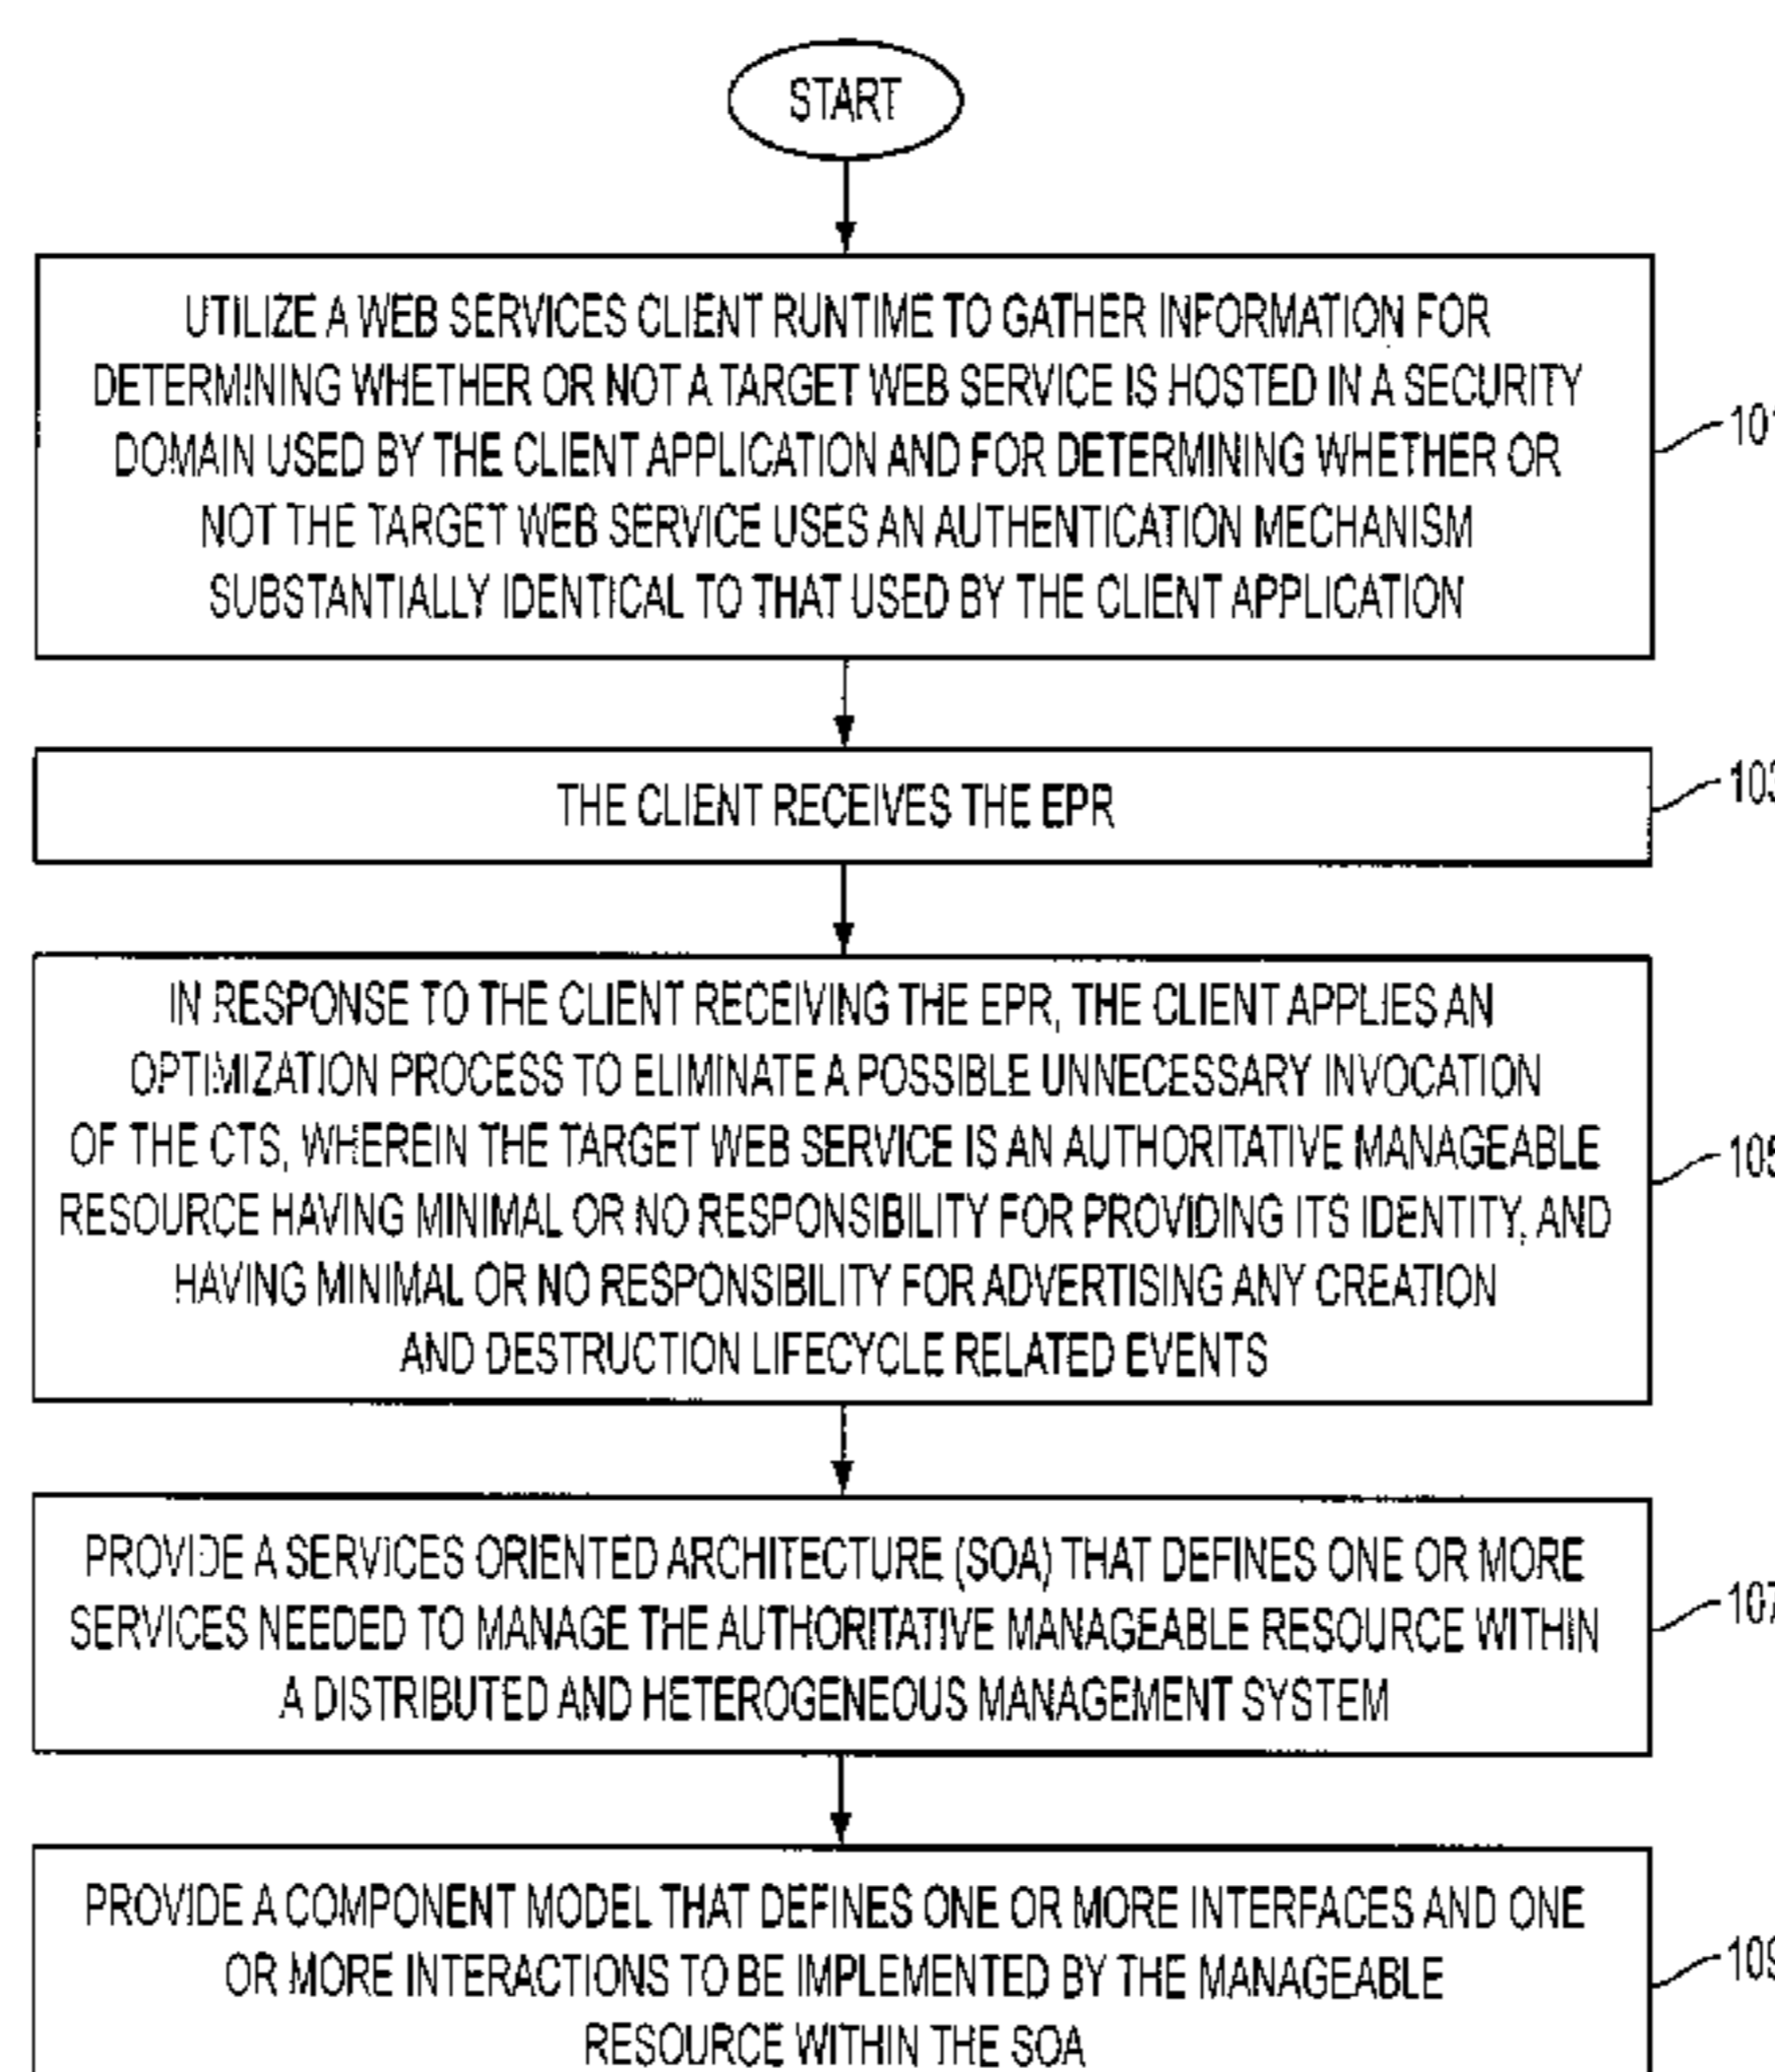 START
UTILIZE A WEB SERVICES CLIENT RUNTIME TO GATHER INFORMATION FOR
DETERMINING WHETHER OR NOT A TARGET WEB SERVICE IS HOSTED IN A SECURITY
DOMAIN USED BY THE CLIENT APPLICATION AND FOR DETERMINING WHETHER OR
NOT THE TARGET WEB SERVICE USES AN AUTHENTICATION MECHANISM
SUBSTANTIALLY IDENTICAL TO THAT USED BY THE CLIENT APPLICATION
101
THE CLIENT RECEIVES THE EPR
103
IN RESPONSE TO THE CLIENT RECEIVING THE EPR, THE CLIENT APPLIES AN
OPTIMIZATION PROCESS TO ELIMINATE A POSSIBLE UNNECESSARY INVOCATION
OF THE CTS, WHEREIN THE TARGET WEB SERVICE IS AN AUTHORITATIVE MANAGEABLE
RESOURCE HAVING MINIMAL OR NO RESPONSIBILITY FOR PROVIDING ITS IDENTITY, AND
HAVING MINIMAL OR NO RESPONSIBILITY FOR ADVERTISING ANY CREATION
AND DESTRUCTION LIFECYCLE RELATED EVENTS
105
PROVIDE A SERVICES ORIENTED ARCHITECTURE (SOA) THAT DEFINES ONE OR MORE
SERVICES NEEDED TO MANAGE THE AUTHORITATIVE MANAGEABLE RESOURCE WITHIN
A DISTRIBUTED AND HETEROGENEOUS MANAGEMENT SYSTEM
107
PROVIDE A COMPONENT MODEL THAT DEFINES ONE OR MORE INTERFACES AND ONE
OR MORE INTERACTIONS TO BE IMPLEMENTED BY THE MANAGEABLE
RESOURCE WITHIN THE SOA
109